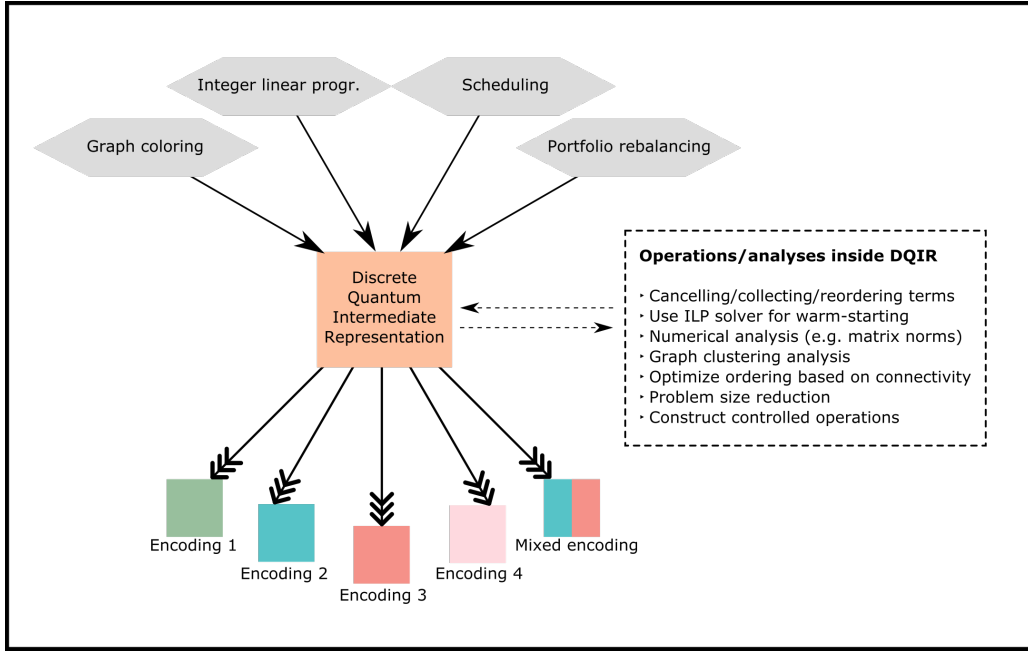 Integer linear progr.
Scheduling
Graph coloring
Portfolio rebalancing
Discrete
Quantum
Intermediate
Representation
Operations/analyses inside DQIR
‣ Cancelling/collecting/reordering terms
‣ Use ILP solver for warm-starting
‣ Numerical analysis (e.g. matrix norms)
‣ Graph clustering analysis
‣ Optimize ordering based on connectivity
‣ Problem size reduction
‣ Construct controlled operations
Encoding 1
Encoding 2
Encoding 3
Encoding 4
Mixed encoding